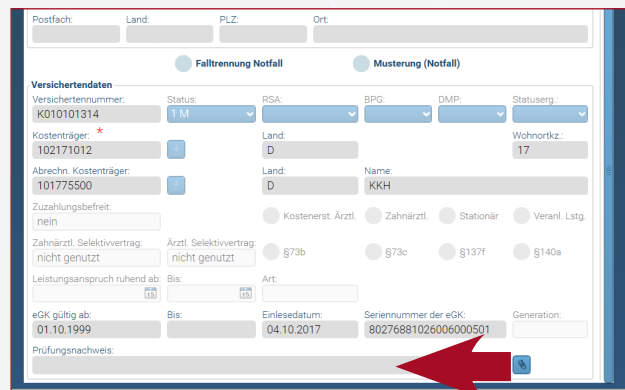 Postfach: Land: PLZ: Ort:
Falltrennung Notfall Musterung (Notfall)
Versichertendaten
Versichertennummer: Status: RSA: BPG: DMP: Statuserg.:
K010101314 1 M
Kostenträger: * Land: Wohnortkz.:
102171012 D 17
Abrechn. Kostenträger: Land: Name:
101775500 D KKH
Zuzahlungsbefreit:
nein Kostenerst. Ärztl. Zahnärztl. Stationär Veranl. Lstg.
Zahnärztl. Selektivvertrag: Ärztl. Selektivvertrag:
nicht genutzt nicht genutzt §73b §73c §137f §140a
Leistungsanspruch ruhend ab: Bis: Art:
15 15
eGK gültig ab: Bis: Einlesedatum: Seriennummer der eGK: Generation:
01.10.1999 04.10.2017 80276881026006000501
Prüfungsnachweis: